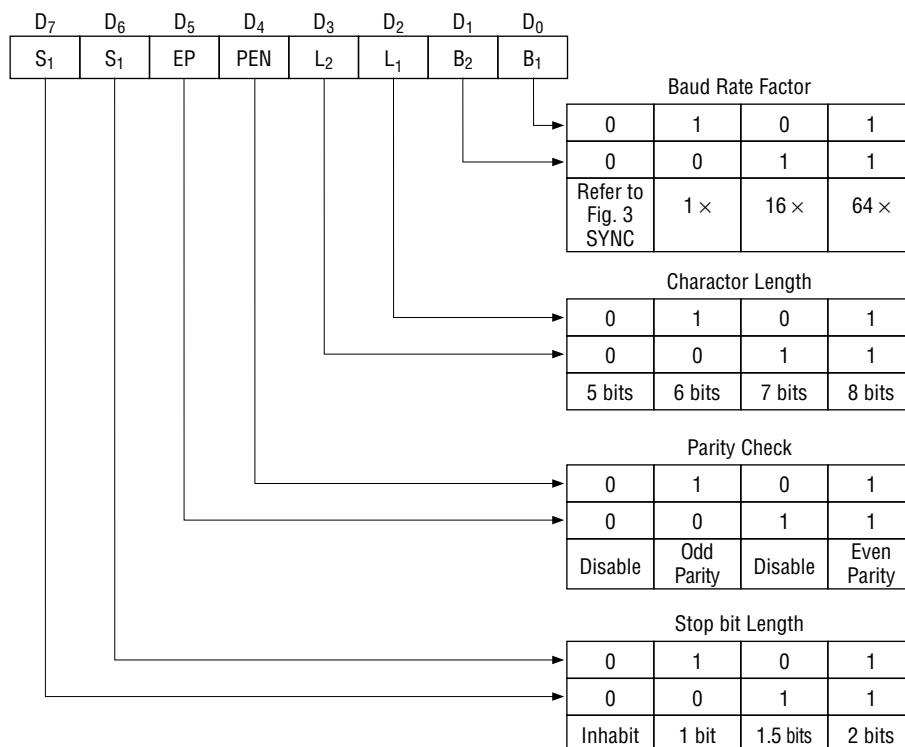 D₇ D₆ D₅ D₄ D₃ D₂ D₁ D₀
S₁ S₁ EP PEN L₂ L₁ B₂ B₁
Baud Rate Factor
0 1 0 1
0 0 1 1
Refer to
Fig. 3
SYNC
1 × 16 × 64 ×
Charactor Length
0 1 0 1
0 0 1 1
5 bits 6 bits 7 bits 8 bits
Parity Check
0 1 0 1
0 0 1 1
Disable Odd Parity Disable Even Parity
Stop bit Length
0 1 0 1
0 0 1 1
Inhabit 1 bit 1.5 bits 2 bits